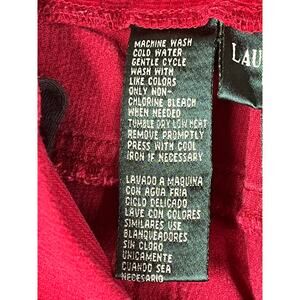 MACHINE WASH
COLD WATER
GENTLE CYCLE
WASH WITH
LIKE COLORS
ONLY NON-
CHLORINE BLEACH
WHEN NEEDED
TUMBLE DRY LOW HEAT
REMOVE PROMPTLY
PRESS WITH COOL
IRON IF NECESSARY
LAVADO A MAQUINA
CON AGUA FRIA
CICLO DELICADO
LAVE CON COLORES
SIMILARES USE
BLANQUEADORES
SIN CLORO
UNICAMENTE
CUANDO SEA
NECESARIO
LAU